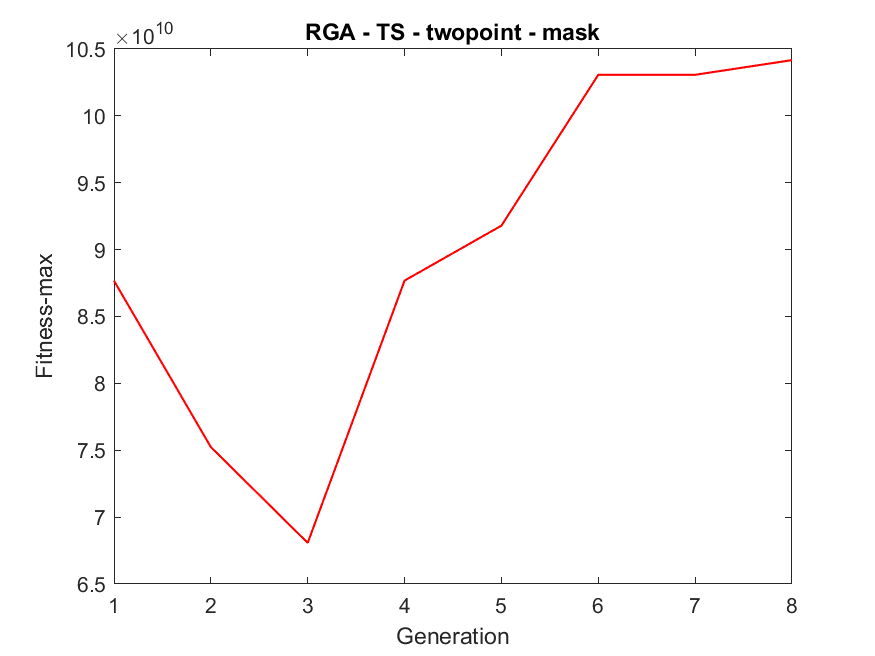 RGA - TS - twopoint - mask
×10^10
10.5
10
9.5
9
8.5
8
7.5
7
6.5
Fitness-max
1 2 3 4 5 6 7 8
Generation